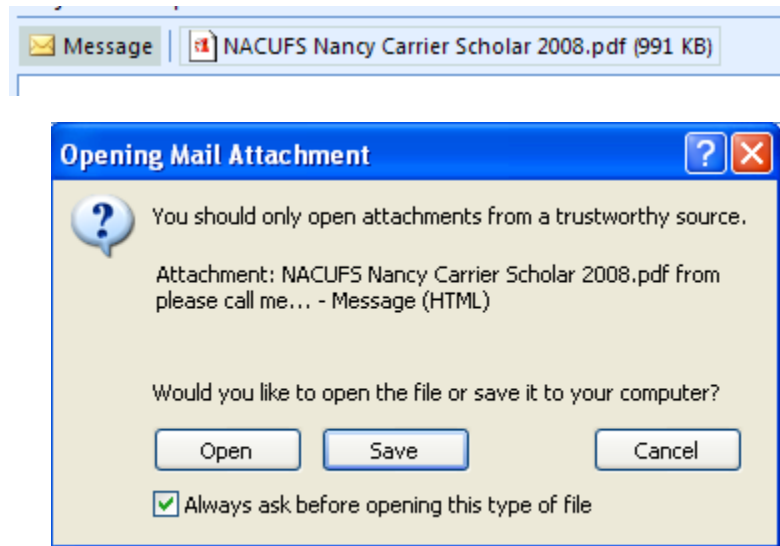 Message NACUFS Nancy Carrier Scholar 2008.pdf (991 KB)
Opening Mail Attachment
You should only open attachments from a trustworthy source.
Attachment: NACUFS Nancy Carrier Scholar 2008.pdf from
please call me... - Message (HTML)
Would you like to open the file or save it to your computer?
Open Save Cancel
Always ask before opening this type of file